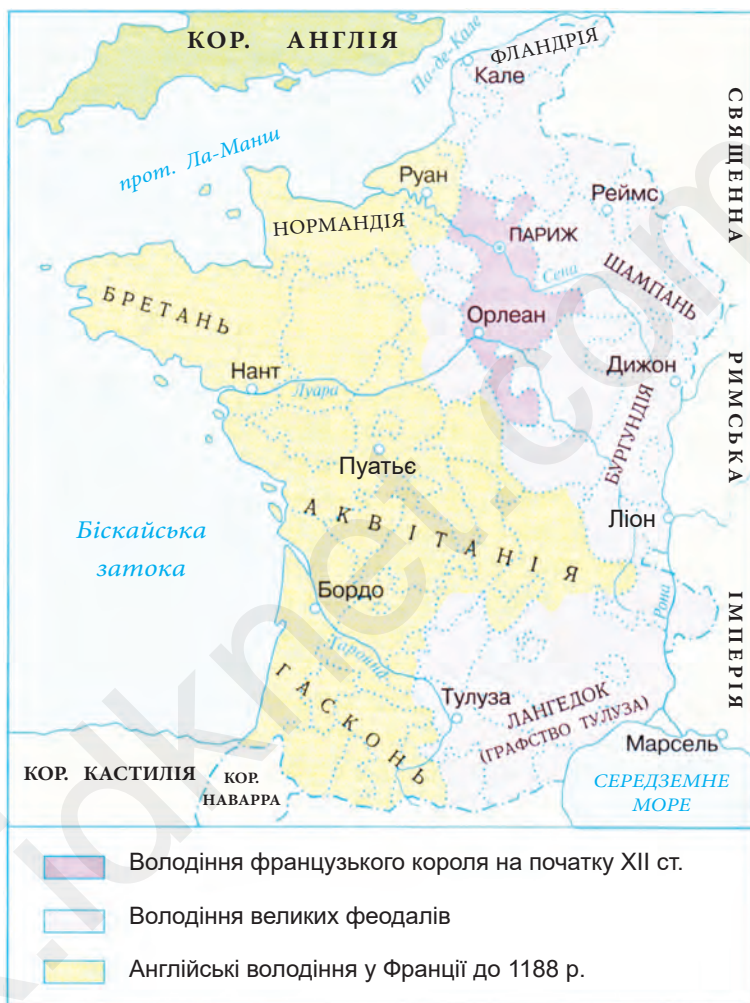 КОР. АНГЛІЯ
ФЛАНДРІЯ
Па-де-Кале
Кале
прот. Ла-Манш
Руан
Реймс
НОРМАНДІЯ
ПАРИЖ
Сена
ШАМПАНЬ
БРЕТАНЬ
Орлеан
Нант
Луара
Дижон
БУРГУНДІЯ
Пуатьє
АКВІТАНІЯ
Ліон
Біскайська
затока
Бордо
Рона
Гаронна
ГАСКОНЬ
Тулуза
ЛАНГЕДОК
(ГРАФСТВО ТУЛУЗА)
Марсель
КОР. КАСТИЛІЯ
КОР.
НАВАРРА
СЕРЕДЗЕМНЕ
МОРЕ
СВЯЩЕННА РИМСЬКА ІМПЕРІЯ
Володіння французького короля на початку XII ст.
Володіння великих феодалів
Англійські володіння у Франції до 1188 р.